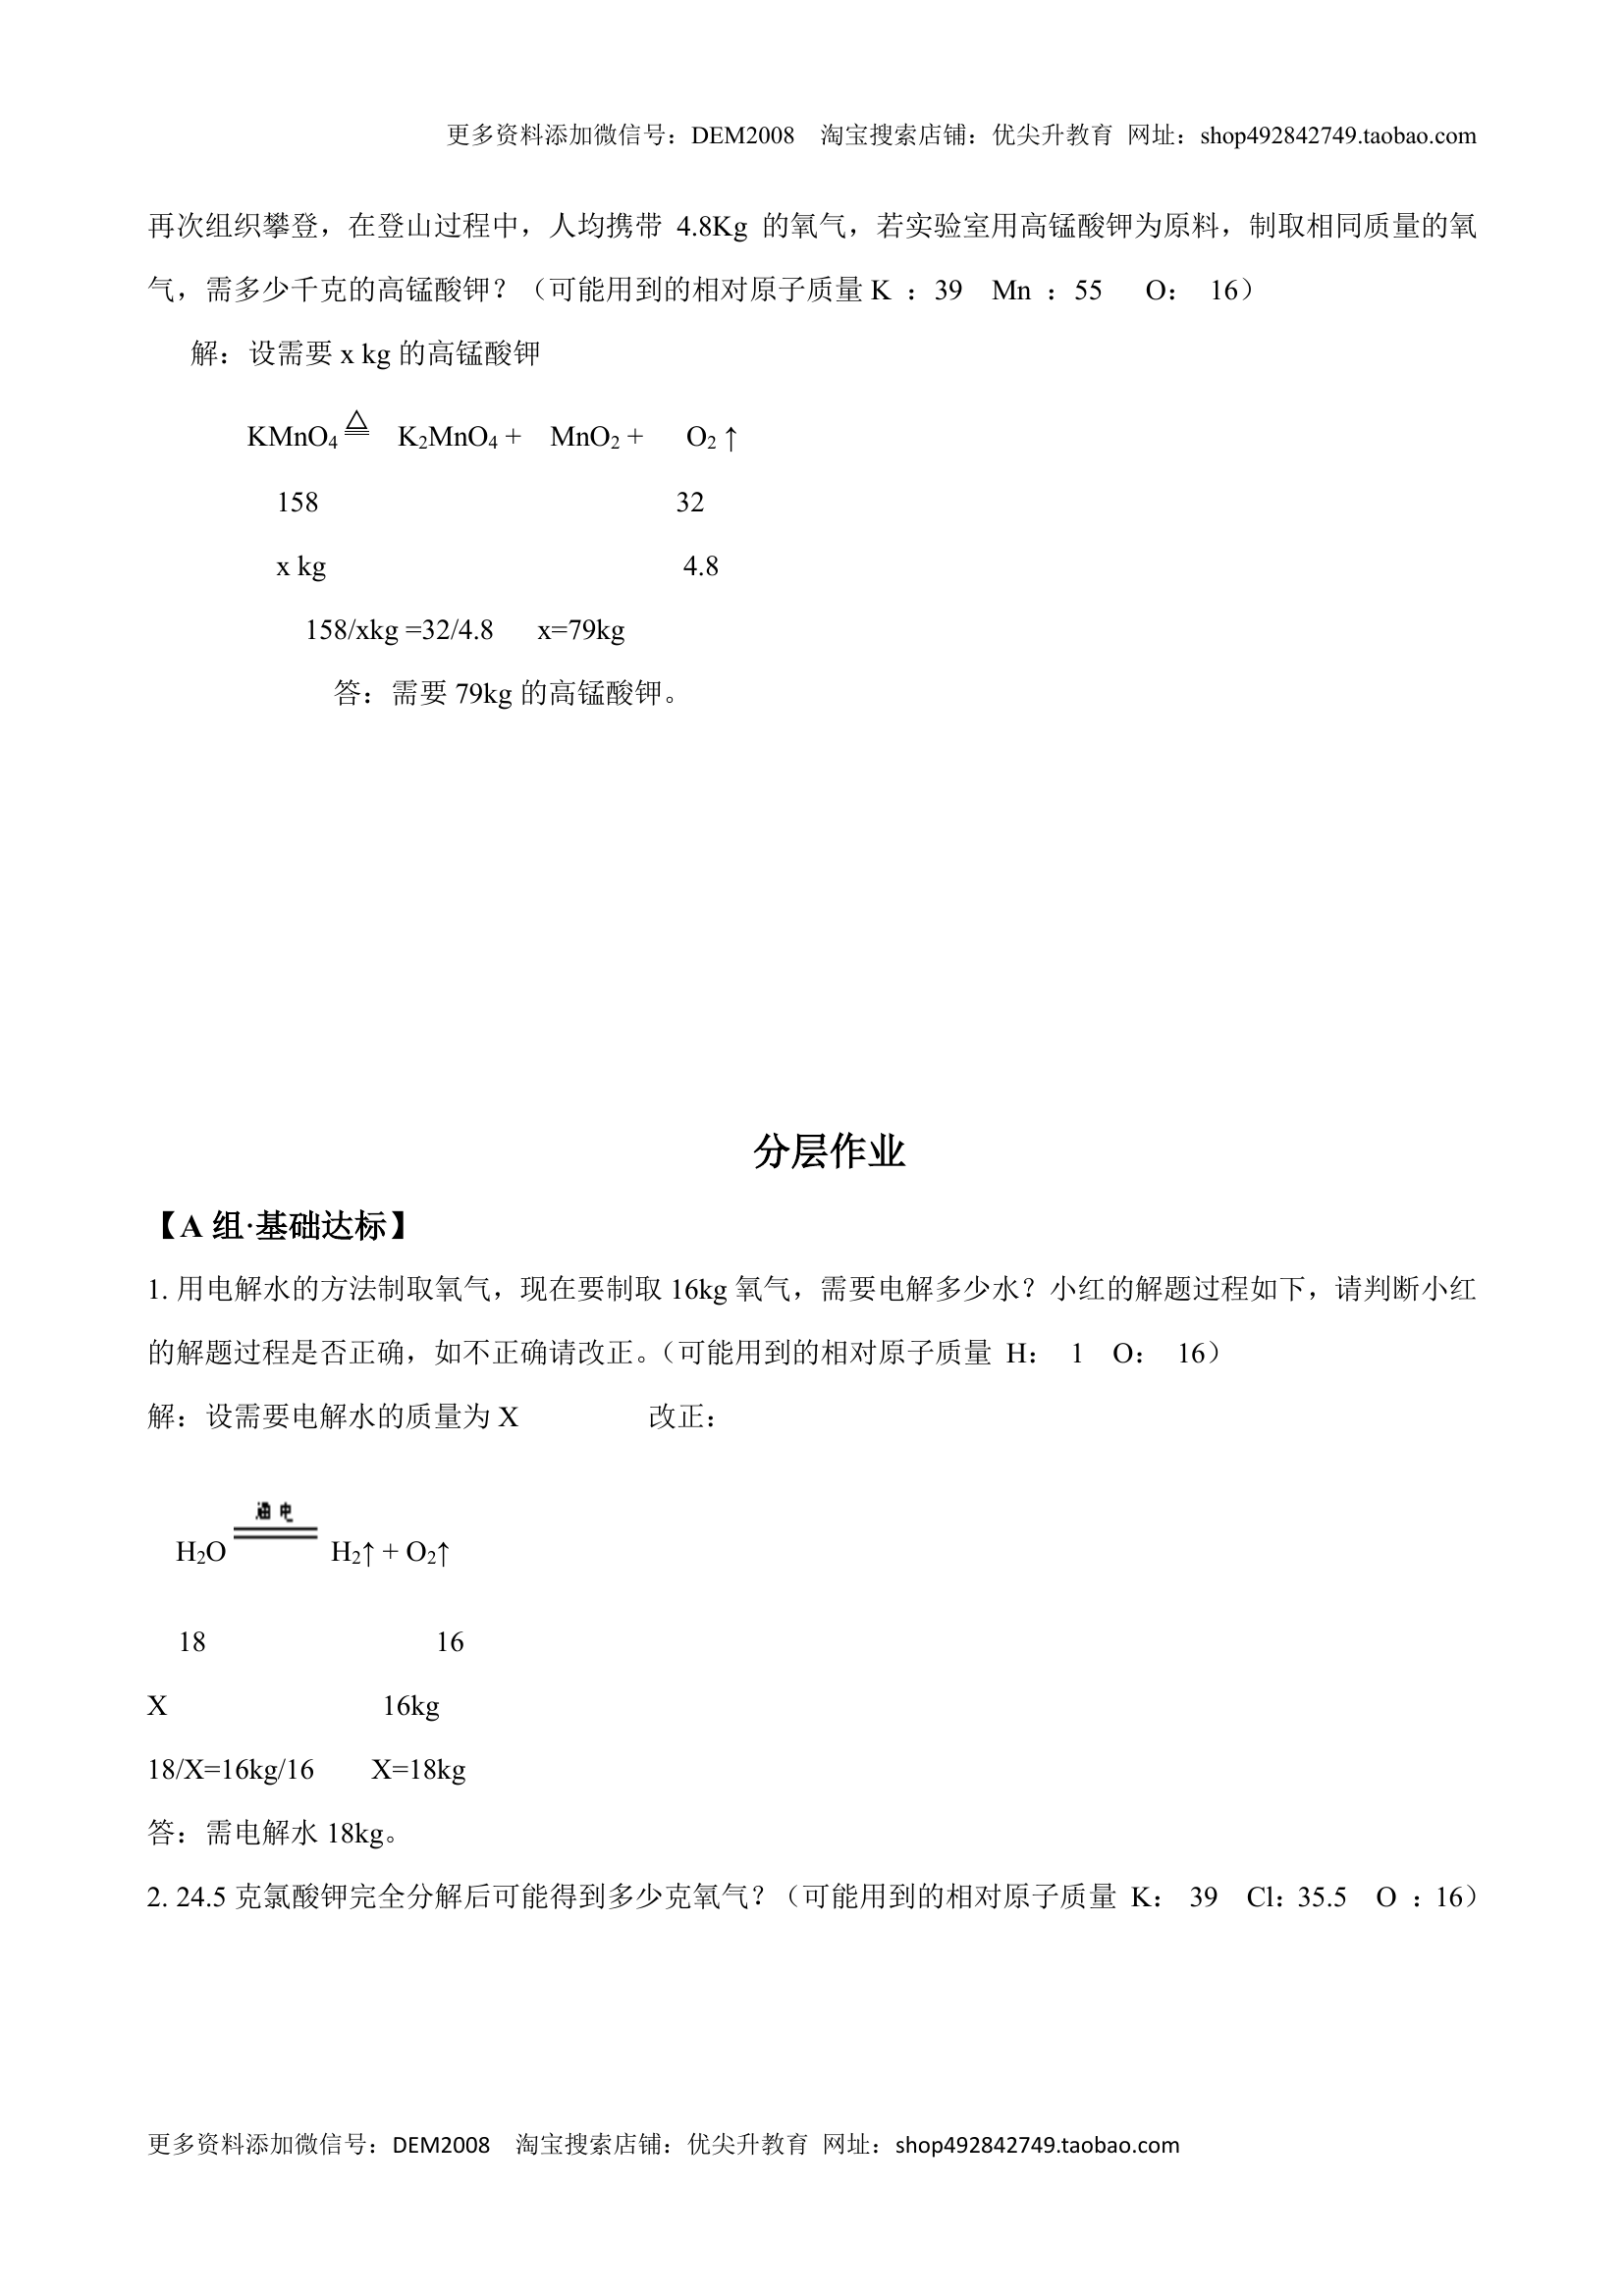 更多资料添加微信号：DEM2008 淘宝搜索店铺：优尖升教育 网址：shop492842749.taobao.com
再次组织攀登，在登山过程中，人均携带 4.8Kg 的氧气，若实验室用高锰酸钾为原料，制取相同质量的氧
气，需多少千克的高锰酸钾？（可能用到的相对原子质量 K ：39 Mn ：55 O： 16）
解：设需要 x kg 的高锰酸钾
KMnO₄ △ K₂MnO₄ + MnO₂ + O₂ ↑
158 32
x kg 4.8
158/xkg =32/4.8 x=79kg
答：需要 79kg 的高锰酸钾。
分层作业
【A 组·基础达标】
1. 用电解水的方法制取氧气，现在要制取 16kg 氧气，需要电解多少水？小红的解题过程如下，请判断小红
的解题过程是否正确，如不正确请改正。（可能用到的相对原子质量 H： 1 O： 16）
解：设需要电解水的质量为 X 改正：
通电
H₂O ══ H₂↑ + O₂↑
18 16
X 16kg
18/X=16kg/16 X=18kg
答：需电解水 18kg。
2. 24.5 克氯酸钾完全分解后可能得到多少克氧气？（可能用到的相对原子质量 K： 39 Cl：35.5 O ：16）
更多资料添加微信号：DEM2008 淘宝搜索店铺：优尖升教育 网址：shop492842749.taobao.com